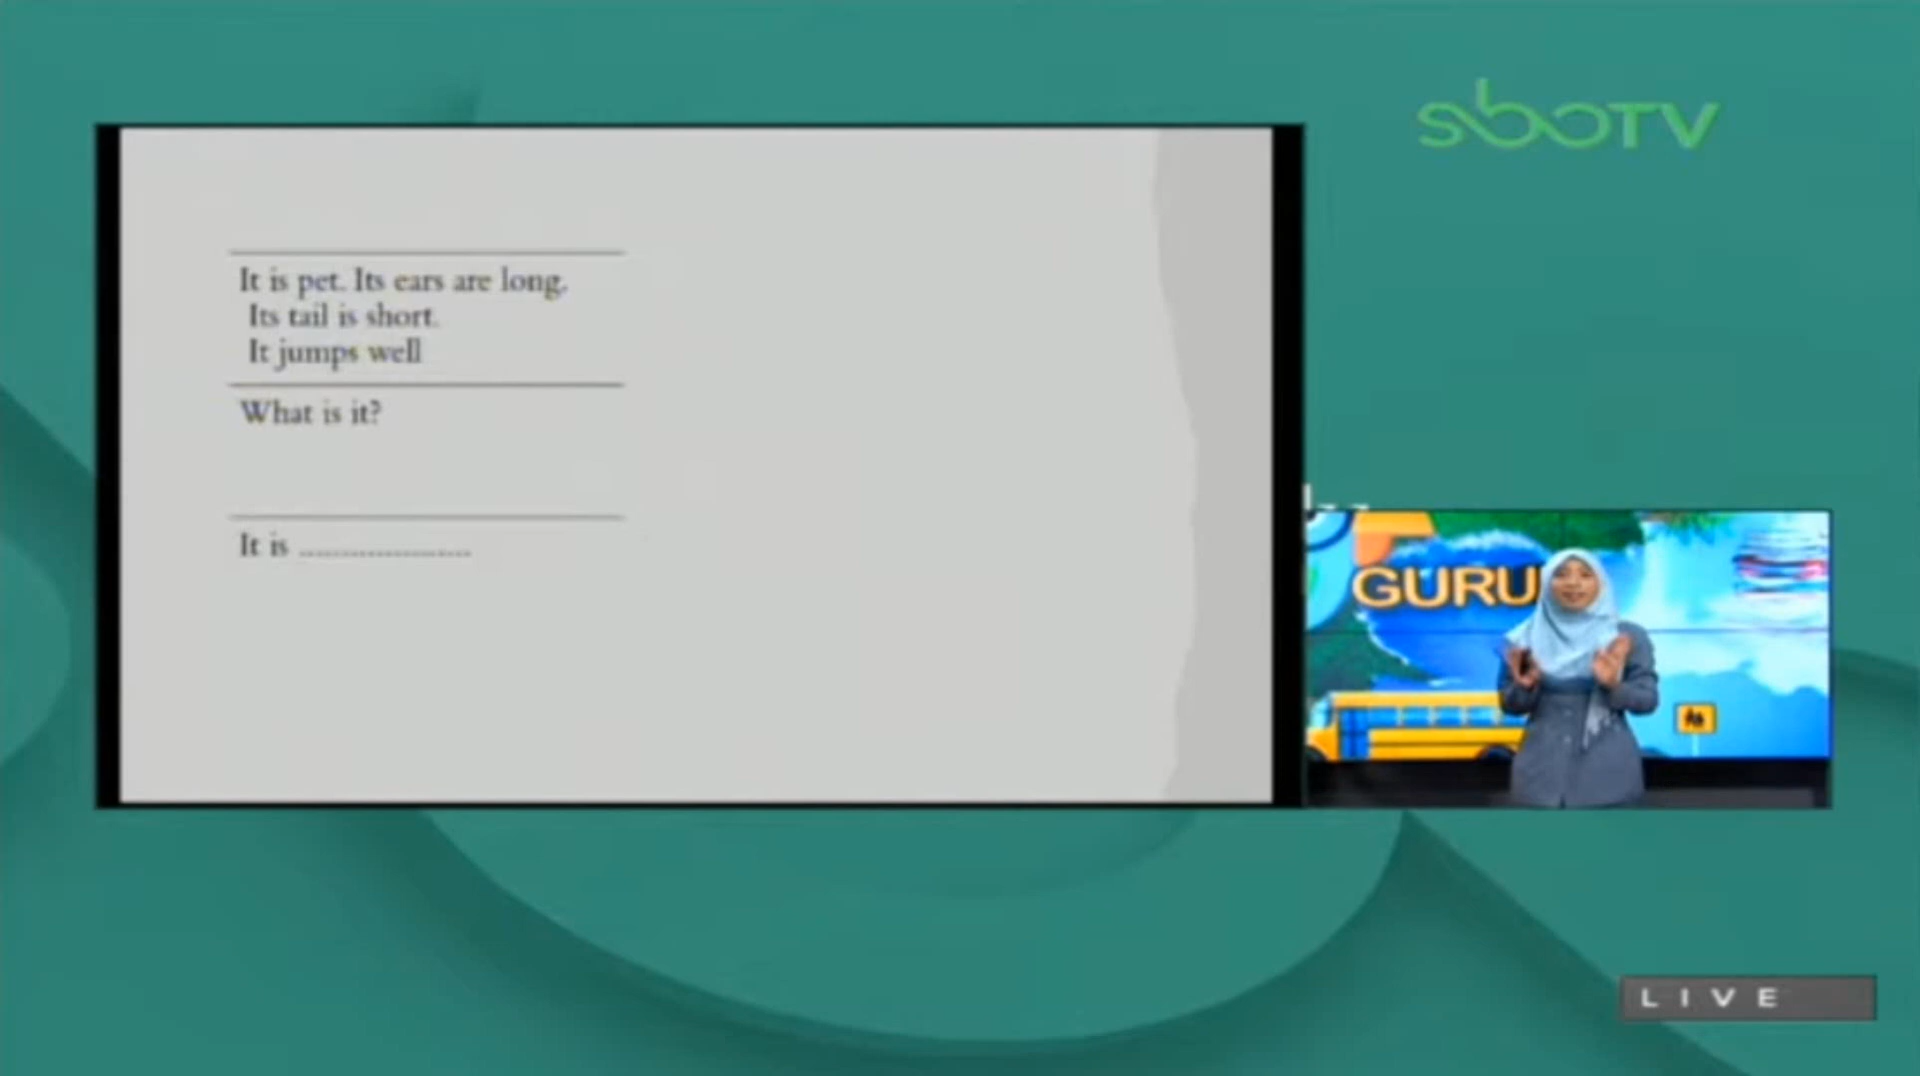 sboTV
It is pet. Its ears are long.
Its tail is short.
It jumps well
What is it?
It is ......................
GURU
LIVE